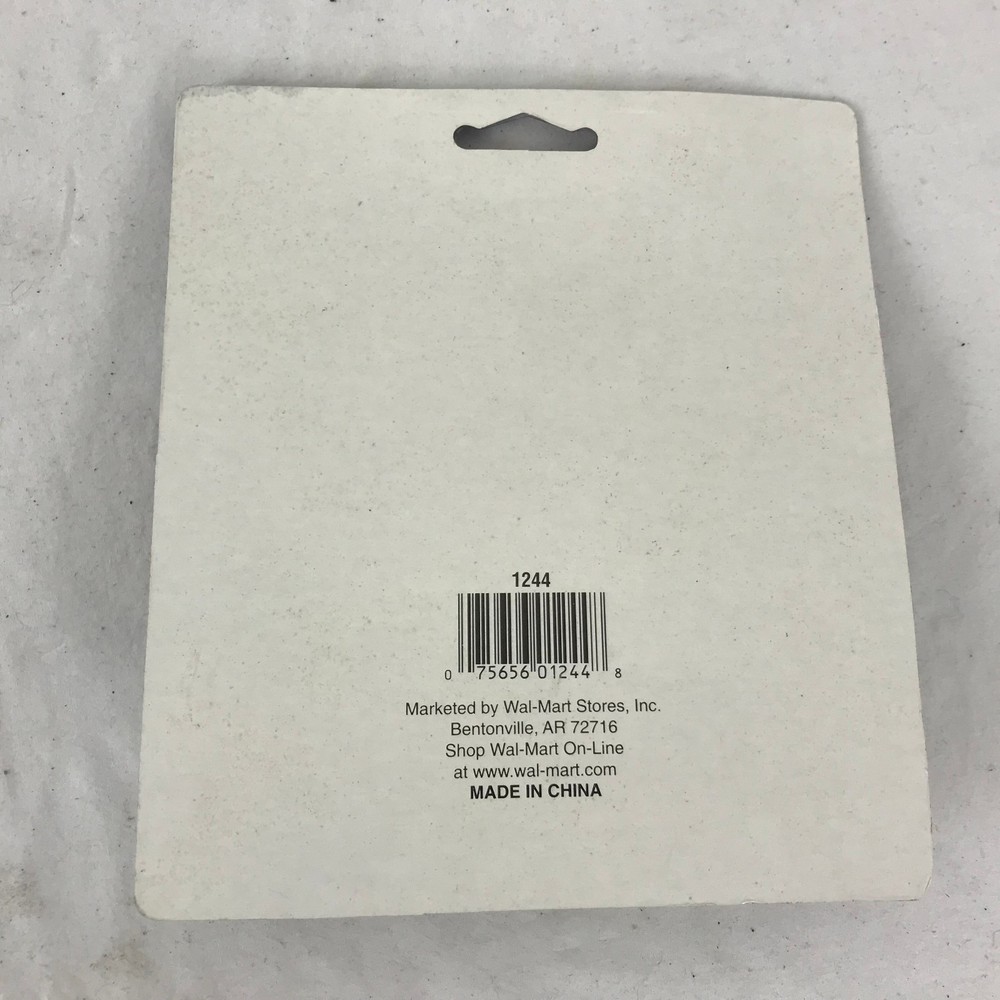 1244
0 75656 01244 8
Marketed by Wal-Mart Stores, Inc.
Bentonville, AR 72716
Shop Wal-Mart On-Line
at www.wal-mart.com
MADE IN CHINA